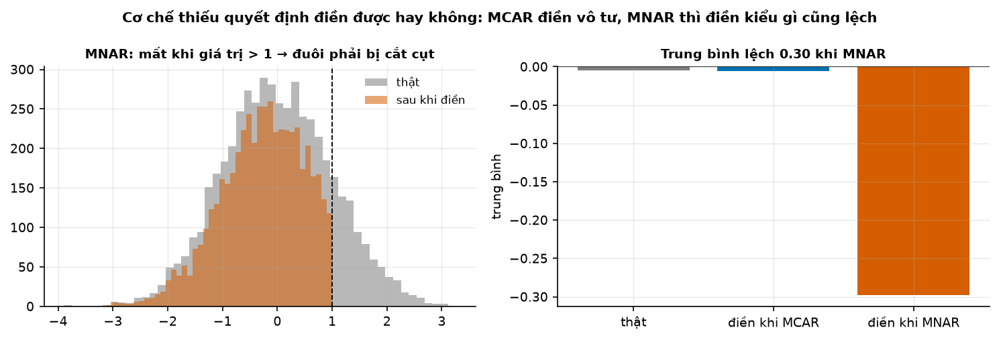 Cơ chế thiếu quyết định điền được hay không: MCAR điền vô tư, MNAR thì điền kiểu gì cũng lệch
MNAR: mất khi giá trị > 1 → đuôi phải bị cắt cụt
300
250
200
150
100
50
0
−4
−3
−2
−1
0
1
2
3
thật
sau khi điền
Trung bình lệch 0.30 khi MNAR
trung bình
0.00
−0.05
−0.10
−0.15
−0.20
−0.25
−0.30
thật
điền khi MCAR
điền khi MNAR